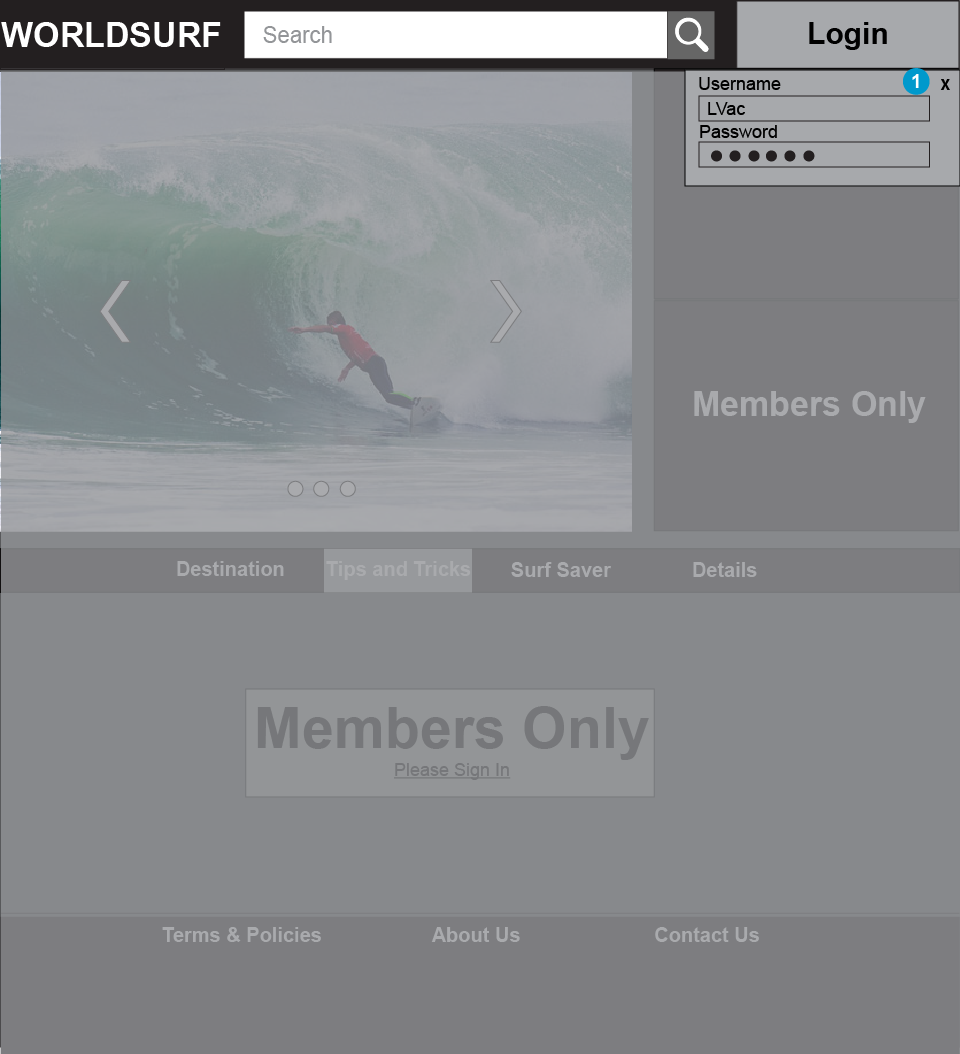 WORLDSURF
Search
Login
Username
1
x
LVac
Password
Members Only
Destination
Tips and Tricks
Surf Saver
Details
Members Only
Please Sign In
Terms & Policies
About Us
Contact Us